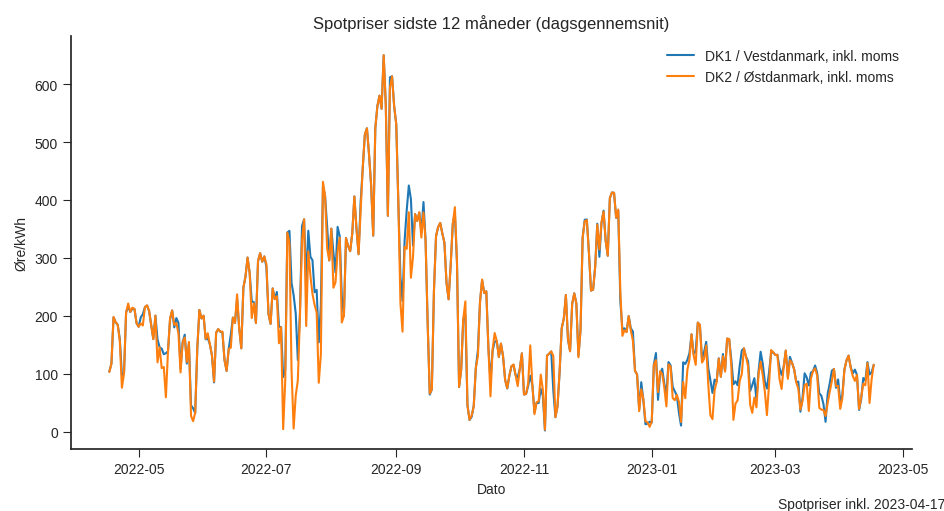 Spotpriser sidste 12 måneder (dagsgennemsnit)
DK1 / Vestdanmark, inkl. moms
DK2 / Østdanmark, inkl. moms
Øre/kWh
600
500
400
300
200
100
0
2022-05 2022-07 2022-09 2022-11 2023-01 2023-03 2023-05
Dato
Spotpriser inkl. 2023-04-17